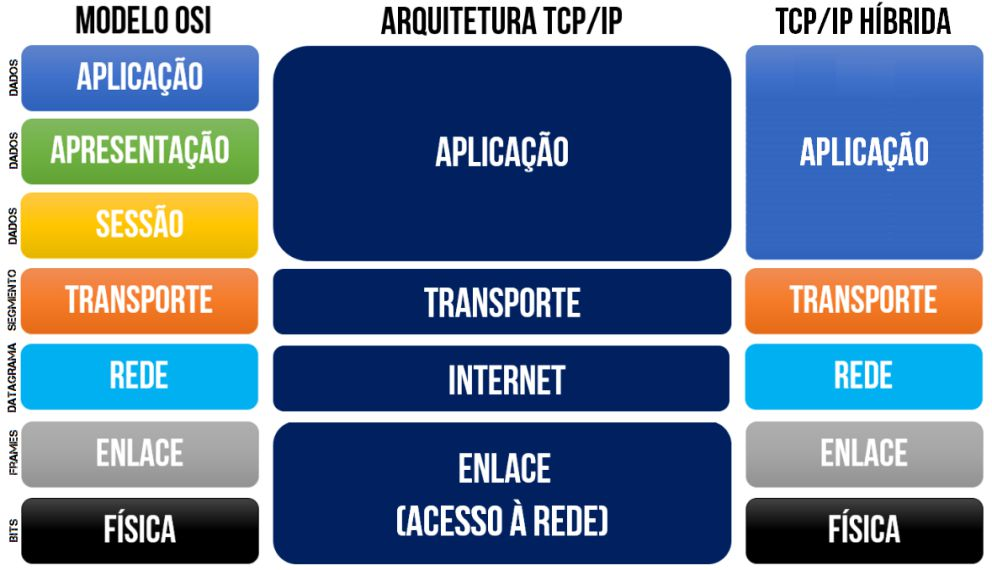 MODELO OSI
ARQUITETURA TCP/IP
TCP/IP HÍBRIDA
DADOS
APLICAÇÃO
DADOS
APRESENTAÇÃO
DADOS
SESSÃO
APLICAÇÃO
APLICAÇÃO
SEGMENTO
TRANSPORTE
TRANSPORTE
TRANSPORTE
DATAGRAMA
REDE
INTERNET
REDE
FRAMES
ENLACE
ENLACE
(ACESSO À REDE)
ENLACE
BITS
FÍSICA
FÍSICA